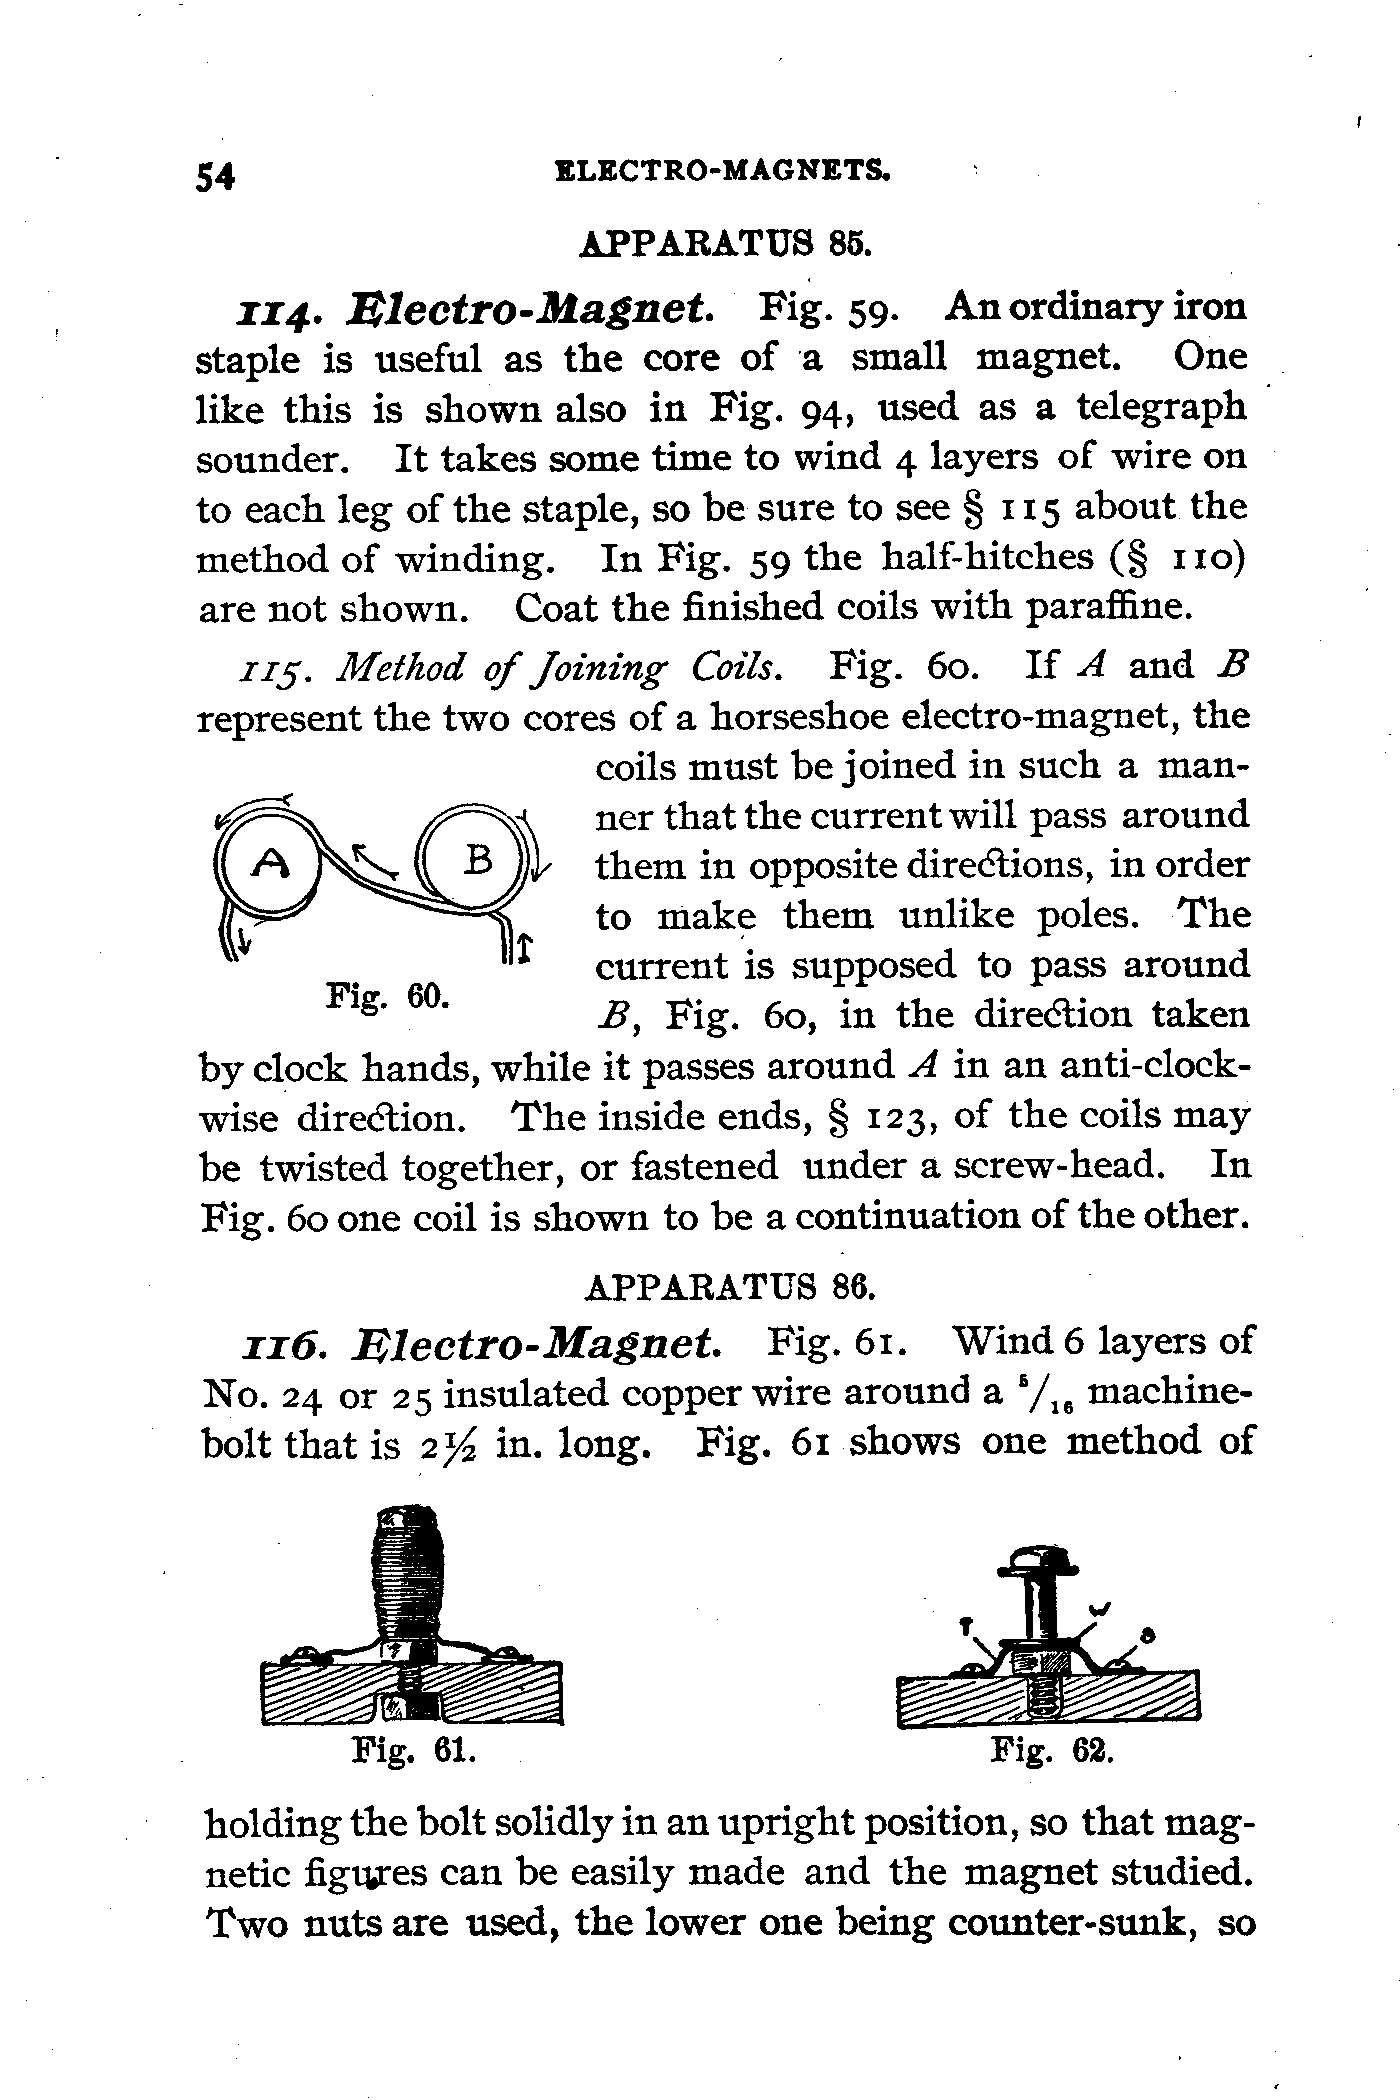 54 ELECTRO-MAGNETS.
APPARATUS 85.
114. Electro-Magnet. Fig. 59. An ordinary iron
staple is useful as the core of a small magnet. One
like this is shown also in Fig. 94, used as a telegraph
sounder. It takes some time to wind 4 layers of wire on
to each leg of the staple, so be sure to see § 115 about the
method of winding. In Fig. 59 the half-hitches (§ 110)
are not shown. Coat the finished coils with paraffine.
115. Method of Joining Coils. Fig. 60. If A and B
represent the two cores of a horseshoe electro-magnet, the
coils must be joined in such a man-
ner that the current will pass around
them in opposite directions, in order
to make them unlike poles. The
current is supposed to pass around
B, Fig. 60, in the direction taken
A B
Fig. 60.
by clock hands, while it passes around A in an anti-clock-
wise direction. The inside ends, § 123, of the coils may
be twisted together, or fastened under a screw-head. In
Fig. 60 one coil is shown to be a continuation of the other.
APPARATUS 86.
116. Electro-Magnet. Fig. 61. Wind 6 layers of
No. 24 or 25 insulated copper wire around a 5/16 machine-
bolt that is 2½ in. long. Fig. 61 shows one method of
T W S
Fig. 61. Fig. 62.
holding the bolt solidly in an upright position, so that mag-
netic figures can be easily made and the magnet studied.
Two nuts are used, the lower one being counter-sunk, so